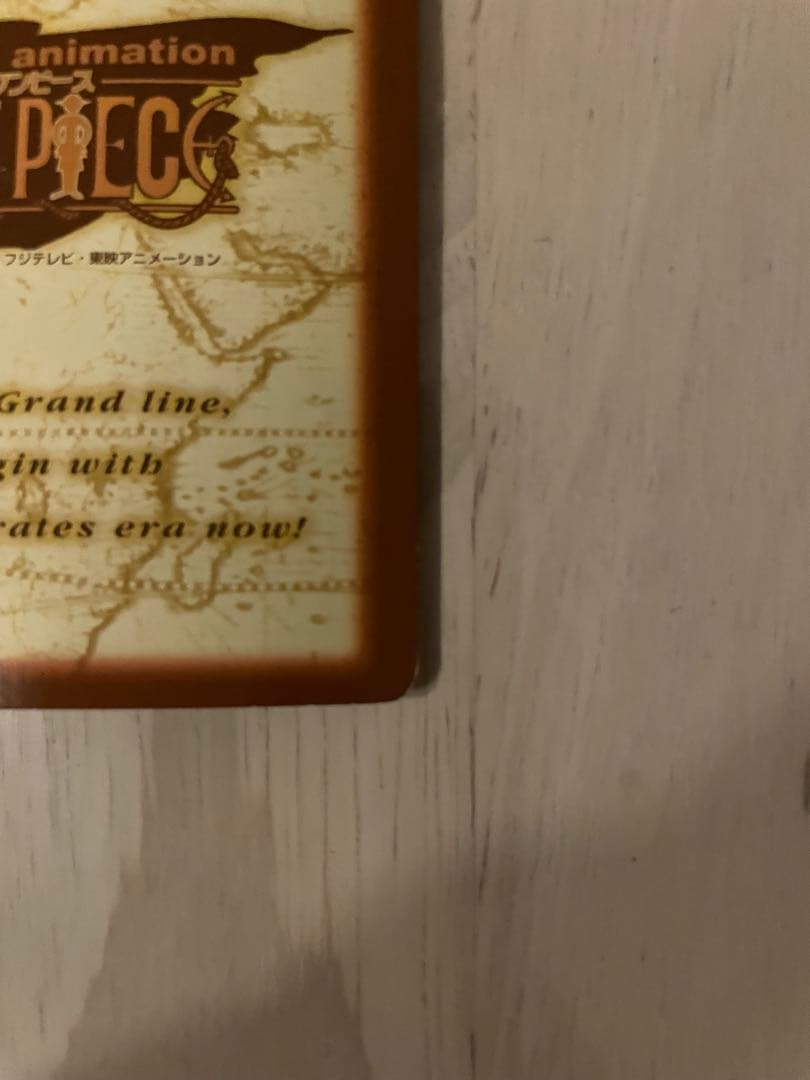 animation
ンピース
PIECE
フジテレビ・東映アニメーション
Grand line,
gin with
rates era now!